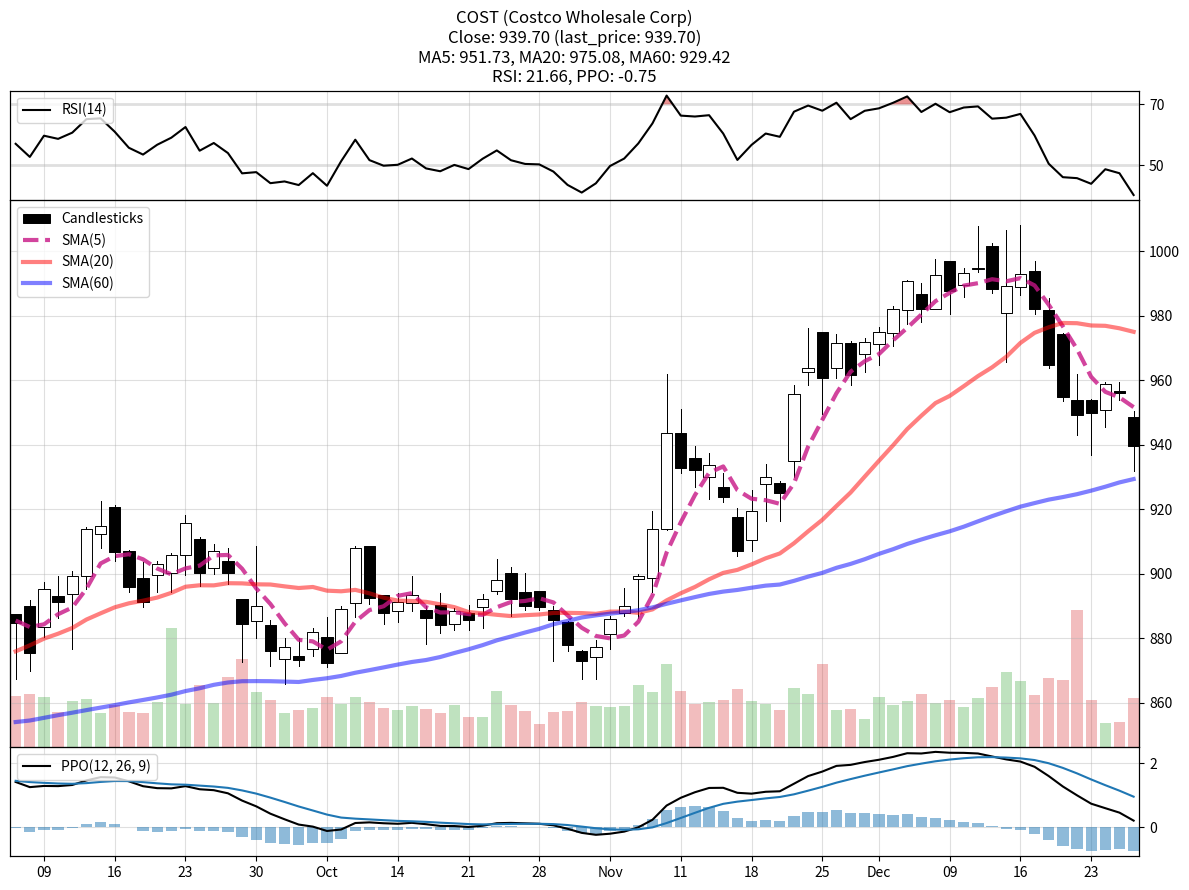 COST (Costco Wholesale Corp)
Close: 939.70 (last_price: 939.70)
MA5: 951.73, MA20: 975.08, MA60: 929.42
RSI: 21.66, PPO: -0.75
RSI(14)
70
50
Candlesticks
SMA(5)
SMA(20)
SMA(60)
1000
980
960
940
920
900
880
860
PPO(12, 26, 9)
2
0
09 16 23 30 Oct 14 21 28 Nov 11 18 25 Dec 09 16 23